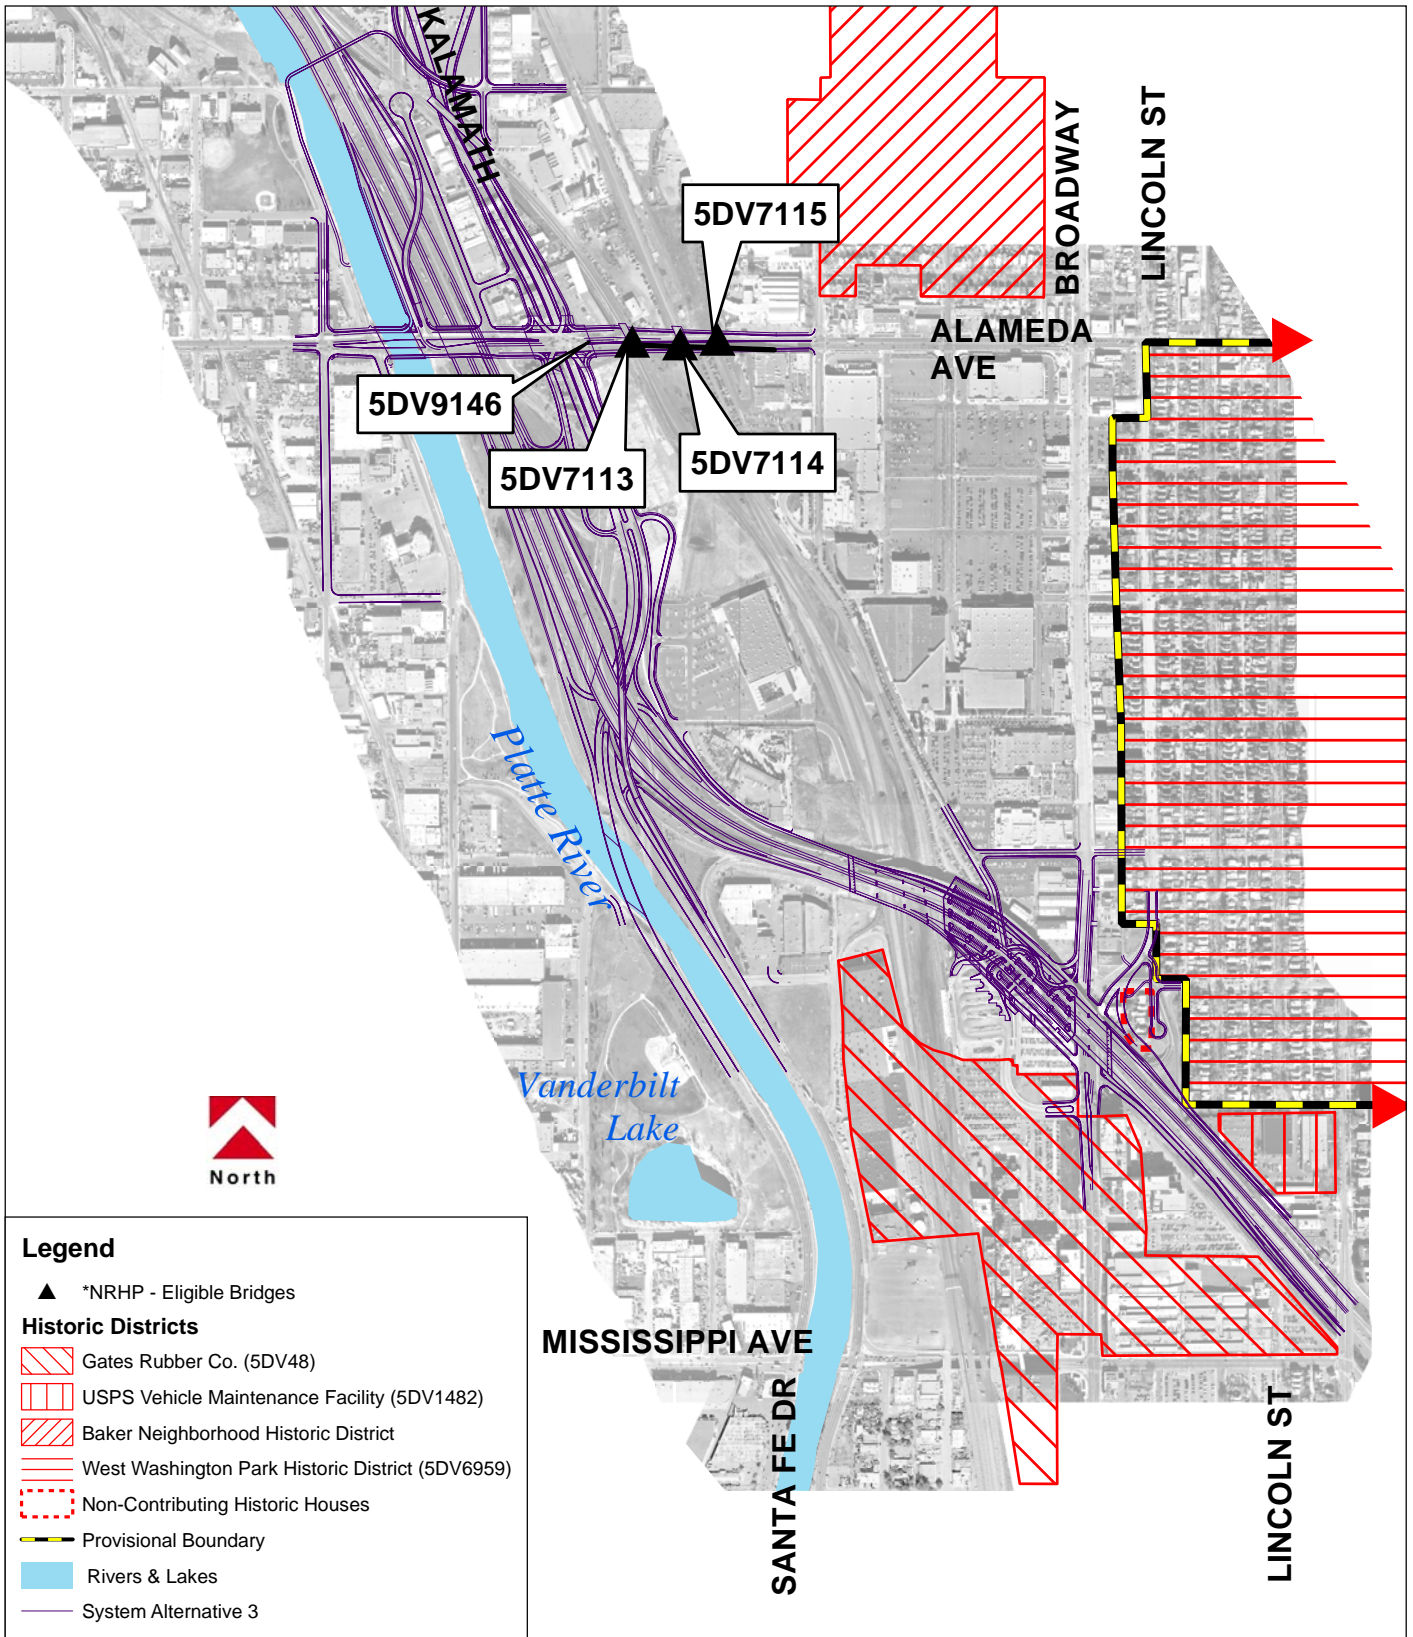 KALAMATH
5DV7115
BROADWAY
LINCOLN ST
ALAMEDA
AVE
5DV9146
5DV7113
5DV7114
Platte River
Vanderbilt
Lake
North
MISSISSIPPI AVE
SANTA FE DR
LINCOLN ST
Legend
*NRHP - Eligible Bridges
Historic Districts
Gates Rubber Co. (5DV48)
USPS Vehicle Maintenance Facility (5DV1482)
Baker Neighborhood Historic District
West Washington Park Historic District (5DV6959)
Non-Contributing Historic Houses
Provisional Boundary
Rivers & Lakes
System Alternative 3